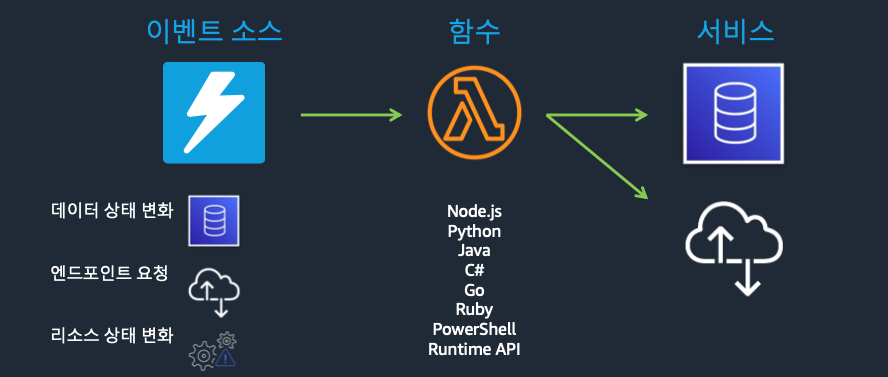 이벤트 소스
함수
서비스
데이터 상태 변화
엔드포인트 요청
리소스 상태 변화
Node.js
Python
Java
C#
Go
Ruby
PowerShell
Runtime API